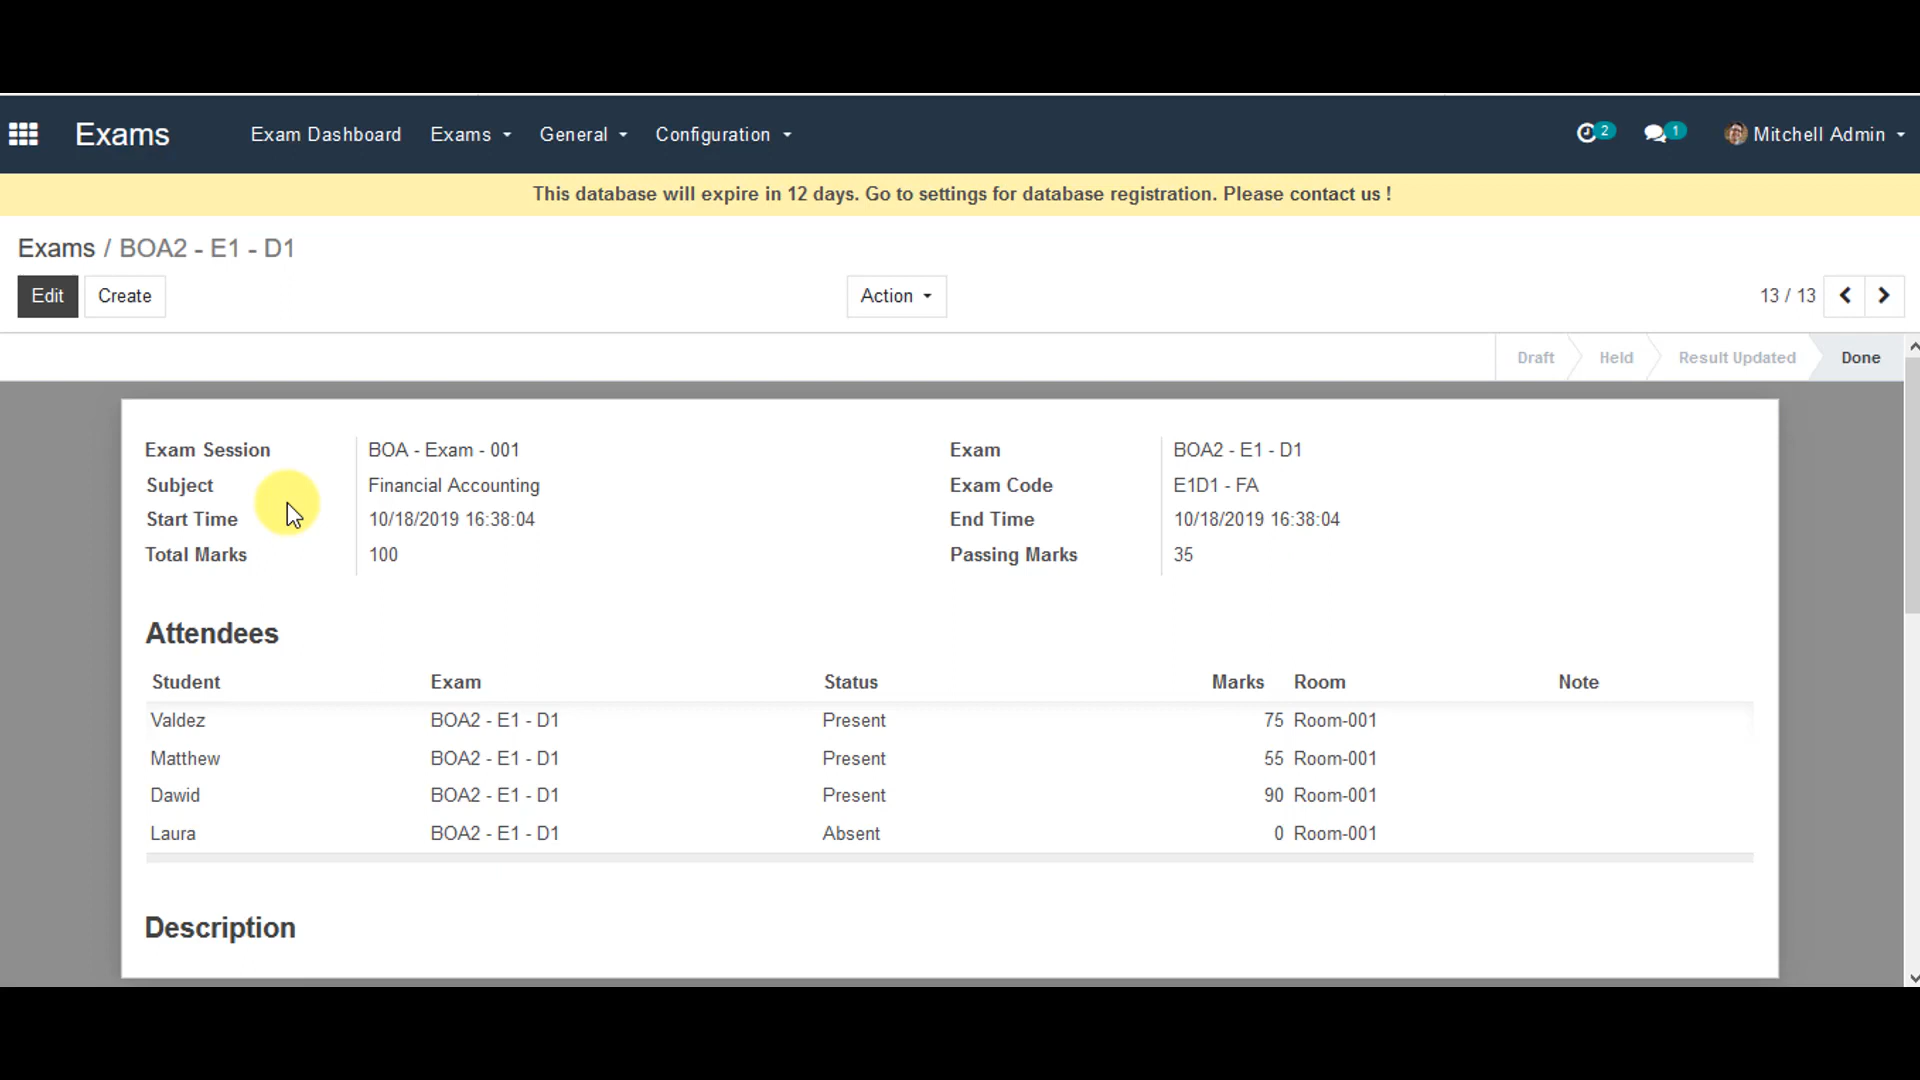 Exams Exam Dashboard Exams General Configuration 2 1 Mitchell Admin
This database will expire in 12 days. Go to settings for database registration. Please contact us !
Exams / BOA2 - E1 - D1
Edit Create Action 13 / 13
Draft Held Result Updated Done
Exam Session BOA - Exam - 001 Exam BOA2 - E1 - D1
Subject Financial Accounting Exam Code E1D1 - FA
Start Time 10/18/2019 16:38:04 End Time 10/18/2019 16:38:04
Total Marks 100 Passing Marks 35
Attendees
Student Exam Status Marks Room Note
Valdez BOA2 - E1 - D1 Present 75 Room-001
Matthew BOA2 - E1 - D1 Present 55 Room-001
Dawid BOA2 - E1 - D1 Present 90 Room-001
Laura BOA2 - E1 - D1 Absent 0 Room-001
Description